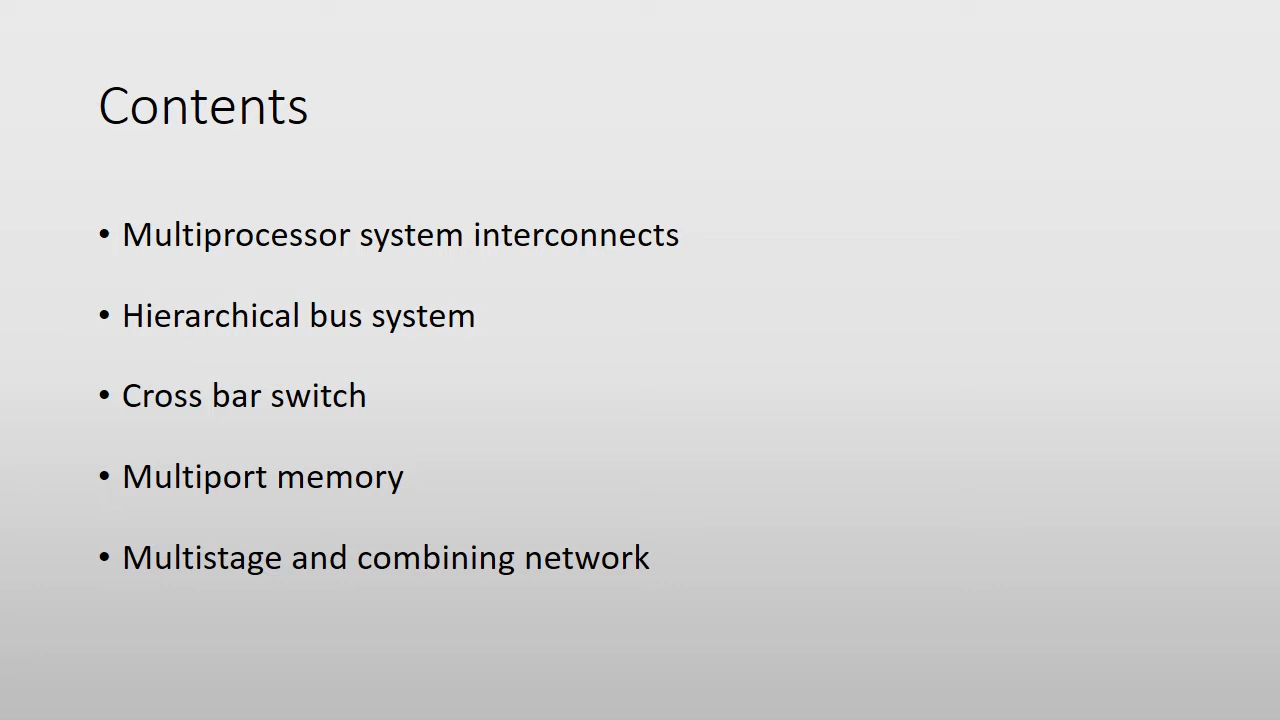 Contents
• Multiprocessor system interconnects
• Hierarchical bus system
• Cross bar switch
• Multiport memory
• Multistage and combining network